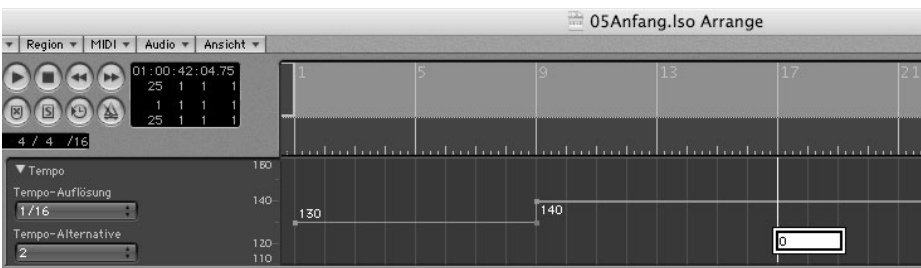 05Anfang.lso Arrange
Region MIDI Audio Ansicht
01:00:42:04.75
25 1 1 1
1 1 1 1
25 1 1 1
4 / 4 /16
1 5 9 13 17 21
Tempo
Tempo-Auflösung
1/16
Tempo-Alternative
2
160
140
120
110
130
140
0